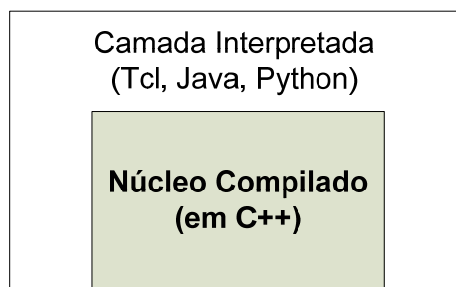 Camada Interpretada
(Tcl, Java, Python)
Núcleo Compilado
(em C++)